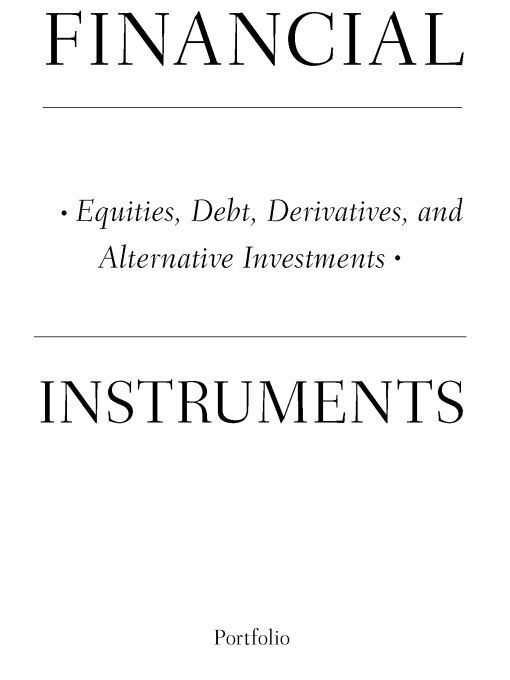 FINANCIAL
• Equities, Debt, Derivatives, and
Alternative Investments •
INSTRUMENTS
Portfolio